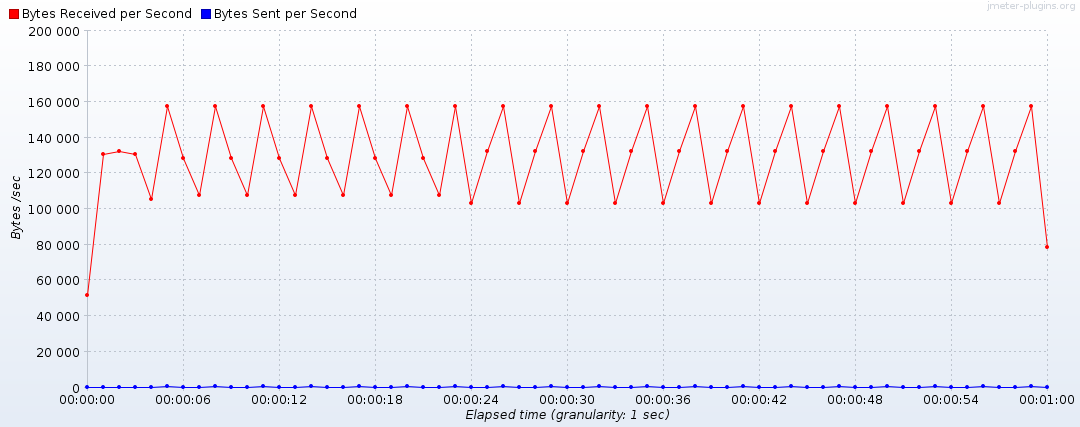 Bytes Received per Second Bytes Sent per Second
jmeter-plugins.org
200 000
180 000
160 000
140 000
120 000
100 000
80 000
60 000
40 000
20 000
0
Bytes /sec
00:00:00 00:00:06 00:00:12 00:00:18 00:00:24 00:00:30 00:00:36 00:00:42 00:00:48 00:00:54 00:01:00
Elapsed time (granularity: 1 sec)